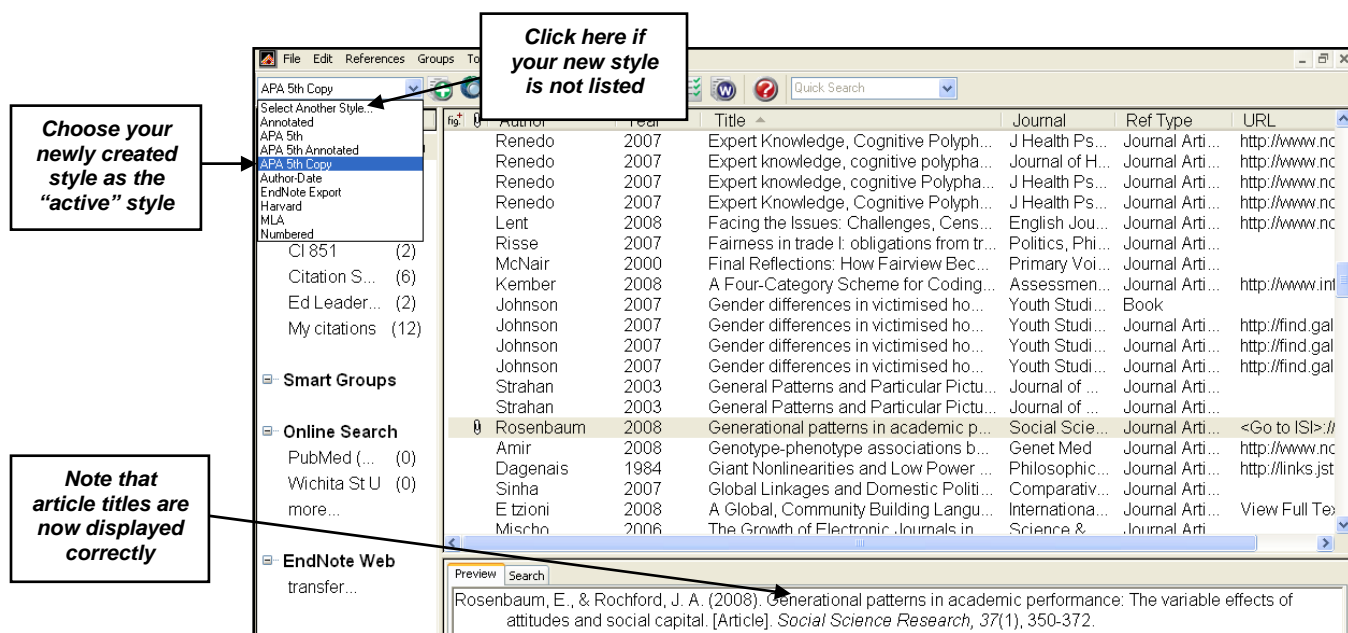 Click here if
your new style
is not listed
File Edit References Groups To
APA 5th Copy
Quick Search
Select Another Style...
Annotated
APA 5th
APA 5th Annotated
APA 5th Copy
Author-Date
EndNote Export
Harvard
MLA
Numbered
Choose your
newly created
style as the
“active” style
Author Year Title Journal Ref Type URL
Renedo 2007 Expert Knowledge, Cognitive Polyph... J Health Ps... Journal Arti... http://www.nc
Renedo 2007 Expert knowledge, cognitive polypha... Journal of H... Journal Arti... http://www.nc
Renedo 2007 Expert knowledge, cognitive Polypha... J Health Ps... Journal Arti... http://www.nc
Renedo 2007 Expert Knowledge, Cognitive Polyph... J Health Ps... Journal Arti... http://www.nc
Lent 2008 Facing the Issues: Challenges, Cens... English Jou... Journal Arti... http://www.nc
Risse 2007 Fairness in trade I: obligations from tr... Politics, Phi... Journal Arti...
McNair 2000 Final Reflections: How Fairview Bec... Primary Voi... Journal Arti...
Kember 2008 A Four-Category Scheme for Coding... Assessmen... Journal Arti... http://www.inf
Johnson 2007 Gender differences in victimised ho... Youth Studi... Book
Johnson 2007 Gender differences in victimised ho... Youth Studi... Journal Arti... http://find.gal
Johnson 2007 Gender differences in victimised ho... Youth Studi... Journal Arti... http://find.gal
Johnson 2007 Gender differences in victimised ho... Youth Studi... Journal Arti... http://find.gal
Strahan 2003 General Patterns and Particular Pictu... Journal of ... Journal Arti...
Strahan 2003 General Patterns and Particular Pictu... Journal of ... Journal Arti...
Rosenbaum 2008 Generational patterns in academic p... Social Scie... Journal Arti... <Go to ISI>://
Amir 2008 Genotype-phenotype associations b... Genet Med Journal Arti... http://www.nc
Dagenais 1984 Giant Nonlinearities and Low Power ... Philosophic... Journal Arti... http://links.jst
Sinha 2007 Global Linkages and Domestic Politi... Comparativ... Journal Arti...
Etzioni 2008 A Global, Community Building Langu... Internationa... Journal Arti... View Full Tex
Mischo 2006 The Growth of Electronic Journals in Science & Journal Arti
CI 851 (2)
Citation S... (6)
Ed Leader... (2)
My citations (12)
Smart Groups
Online Search
PubMed (... (0)
Wichita St U (0)
more...
EndNote Web
transfer...
Note that
article titles are
now displayed
correctly
Preview Search
Rosenbaum, E., & Rochford, J. A. (2008). Generational patterns in academic performance: The variable effects of
attitudes and social capital. [Article]. Social Science Research, 37(1), 350-372.